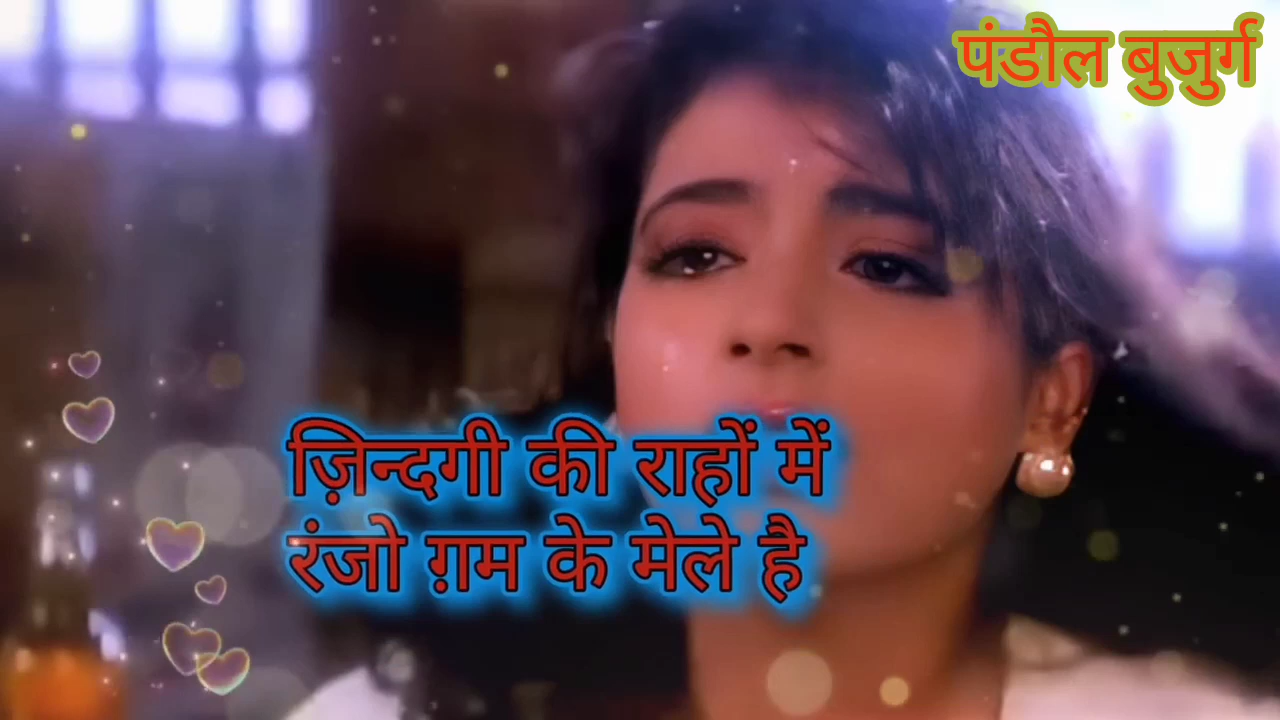 पंडौल बुजुर्ग
ज़िन्दगी की राहों में
रंजो ग़म के मेले है